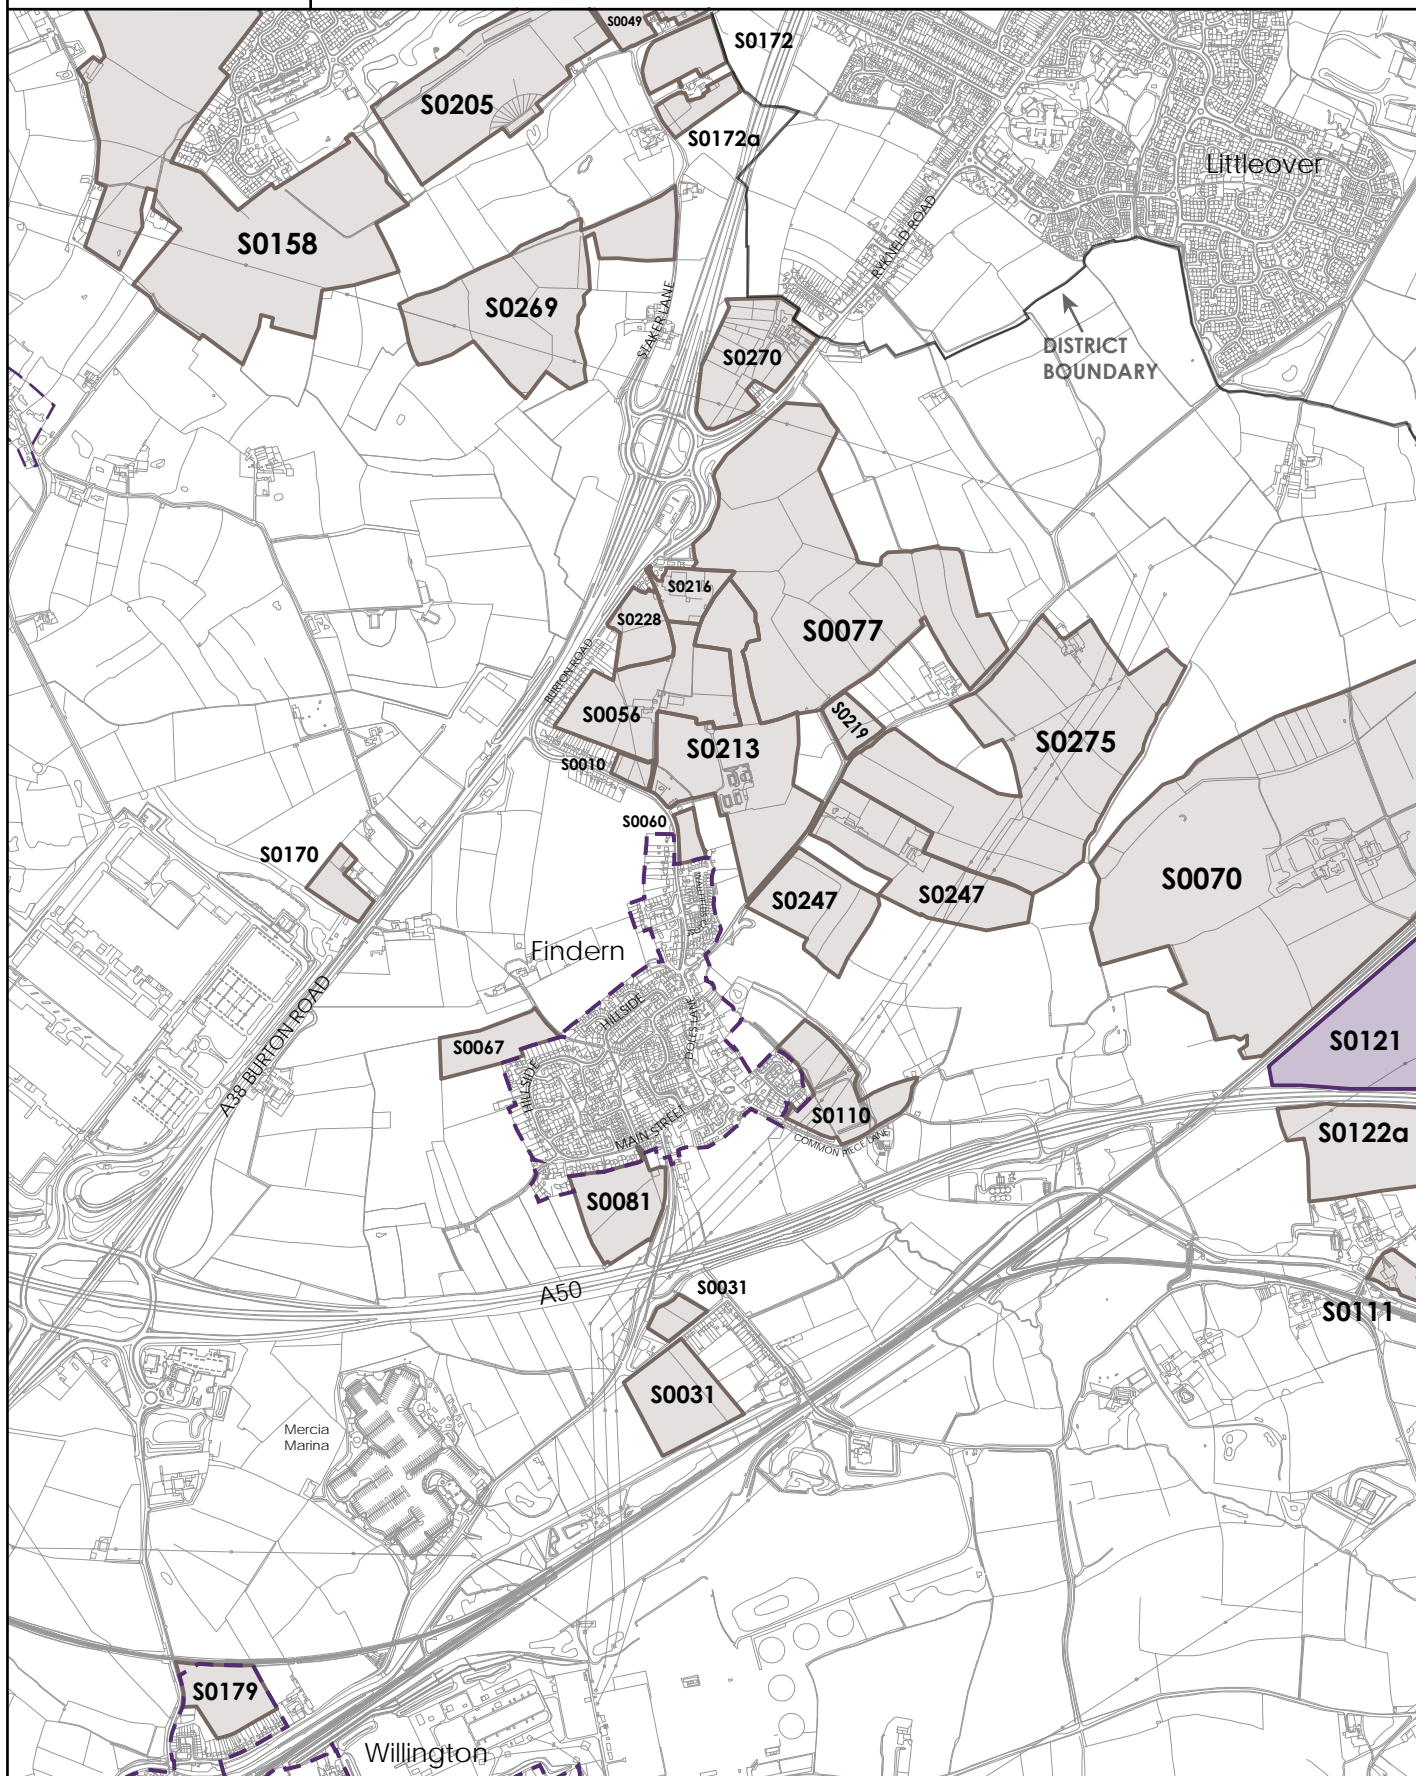 S0049
S0172
S0205
S0172a
Littleover
RYKNELD ROAD
S0158
S0269
STAKER LANE
S0270
DISTRICT
BOUNDARY
S0216
S0228
S0077
BURTON ROAD
S0056
S0219
S0213
S0275
S0010
S0060
S0170
S0070
S0247
S0247
Findern
A38 BURTON ROAD
HILLSIDE
DOLES LANE
S0067
S0121
HILLSIDE
S0110
MAIN STREET
COMMON PIECE LANE
S0122a
S0081
A50
S0031
S0111
S0031
Mercia
Marina
S0179
Willington